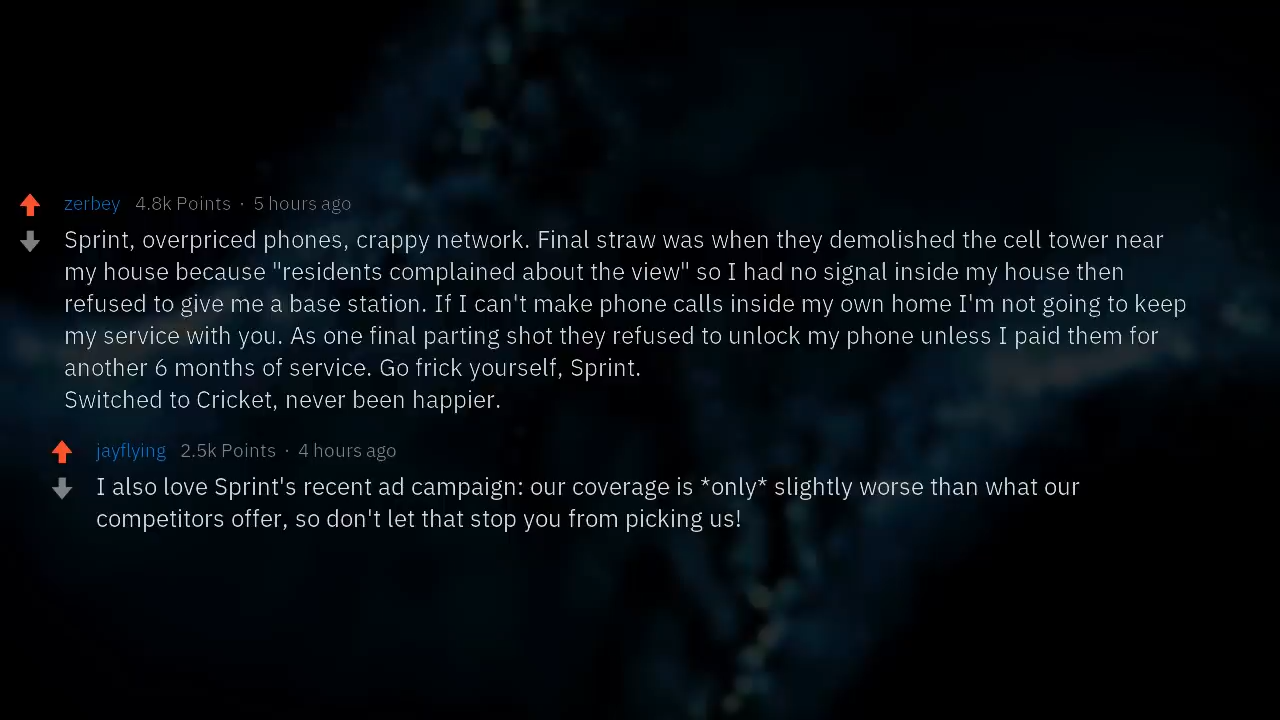 zerbey 4.8k Points · 5 hours ago
Sprint, overpriced phones, crappy network. Final straw was when they demolished the cell tower near
my house because "residents complained about the view" so I had no signal inside my house then
refused to give me a base station. If I can't make phone calls inside my own home I'm not going to keep
my service with you. As one final parting shot they refused to unlock my phone unless I paid them for
another 6 months of service. Go frick yourself, Sprint.
Switched to Cricket, never been happier.
jayflying 2.5k Points · 4 hours ago
I also love Sprint's recent ad campaign: our coverage is *only* slightly worse than what our
competitors offer, so don't let that stop you from picking us!